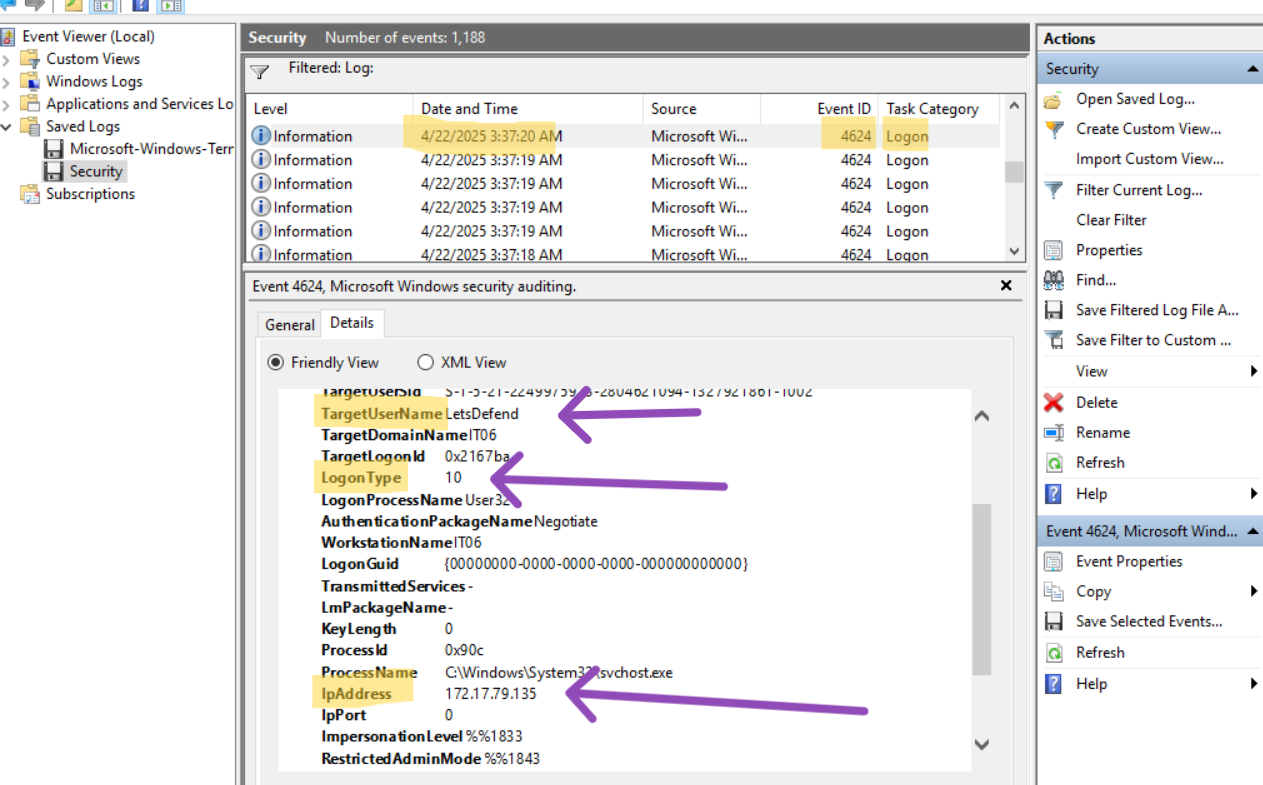 Event Viewer (Local)
Custom Views
Windows Logs
Applications and Services Lo
Saved Logs
Microsoft-Windows-Terr
Security
Subscriptions
Security Number of events: 1,188
Filtered: Log:
Level Date and Time Source Event ID Task Category
Information 4/22/2025 3:37:20 AM Microsoft Wi... 4624 Logon
Information 4/22/2025 3:37:19 AM Microsoft Wi... 4624 Logon
Information 4/22/2025 3:37:19 AM Microsoft Wi... 4624 Logon
Information 4/22/2025 3:37:19 AM Microsoft Wi... 4624 Logon
Information 4/22/2025 3:37:19 AM Microsoft Wi... 4624 Logon
Information 4/22/2025 3:37:18 AM Microsoft Wi... 4624 Logon
Event 4624, Microsoft Windows security auditing.
General Details
Friendly View XML View
TargetUserSid
TargetUserName LetsDefend
TargetDomainName IT06
TargetLogonId 0x2167ba
LogonType 10
LogonProcessName User32
AuthenticationPackageName Negotiate
WorkstationName IT06
LogonGuid {00000000-0000-0000-0000-000000000000}
TransmittedServices -
LmPackageName -
KeyLength 0
ProcessId 0x90c
ProcessName C:\Windows\System32\svchost.exe
IpAddress 172.17.79.135
IpPort 0
ImpersonationLevel %%1833
RestrictedAdminMode %%1843
Actions
Security
Open Saved Log...
Create Custom View...
Import Custom View...
Filter Current Log...
Clear Filter
Properties
Find...
Save Filtered Log File A...
Save Filter to Custom ...
View
Delete
Rename
Refresh
Help
Event 4624, Microsoft Wind...
Event Properties
Copy
Save Selected Events...
Refresh
Help